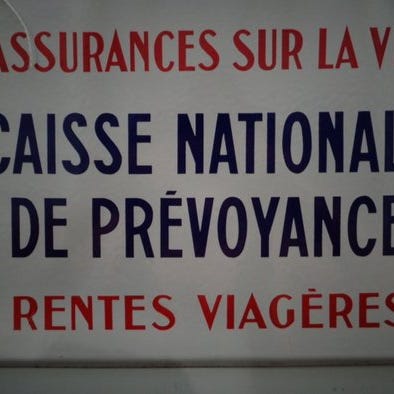 ASSURANCES SUR LA V
CAISSE NATIONAL
DE PRÉVOYANCE
RENTES VIAGÈRES